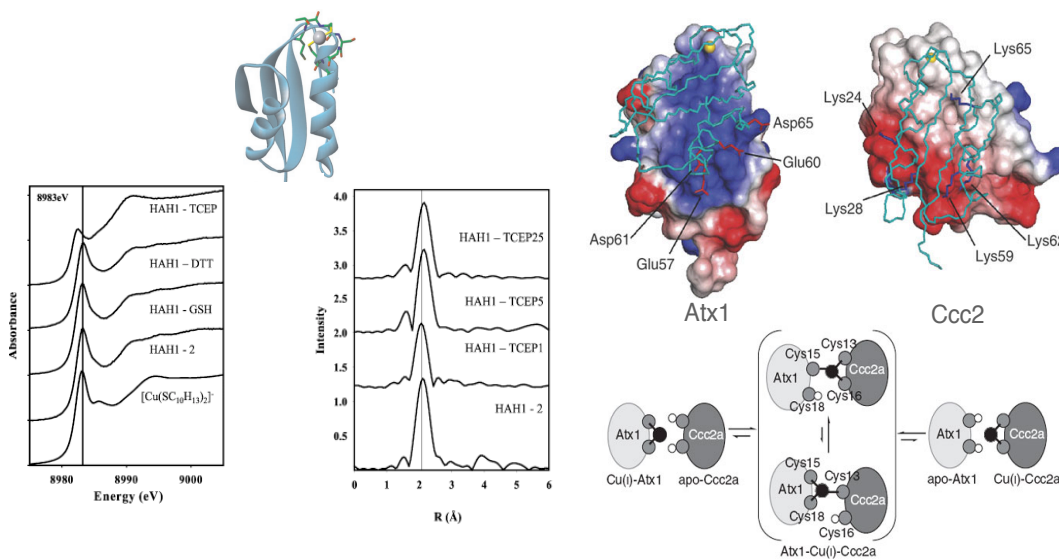 8983eV
HAH1 - TCEP
HAH1 - DTT
HAH1 - GSH
HAH1 - 2
[Cu(SC10H13)2]-
Absorbance
8980
8990
9000
Energy (eV)
4.0
3.5
3.0
2.5
2.0
1.5
1.0
0.5
HAH1 – TCEP25
HAH1 – TCEP5
HAH1 – TCEP1
HAH1 - 2
Intensity
0 1 2 3 4 5 6
R (Å)
Asp65
Glu60
Asp61
Glu57
Atx1
Lys65
Lys24
Lys28
Lys62
Lys59
Ccc2
Cys15
Cys13
Atx1
Ccc2a
Cys18
Cys16
Atx1
Ccc2a
Cu(I)-Atx1
apo-Ccc2a
Cys15
Cys13
Atx1
Ccc2a
Cys18
Cys16
Atx1-Cu(I)-Ccc2a
Atx1
Ccc2a
apo-Atx1
Cu(I)-Ccc2a